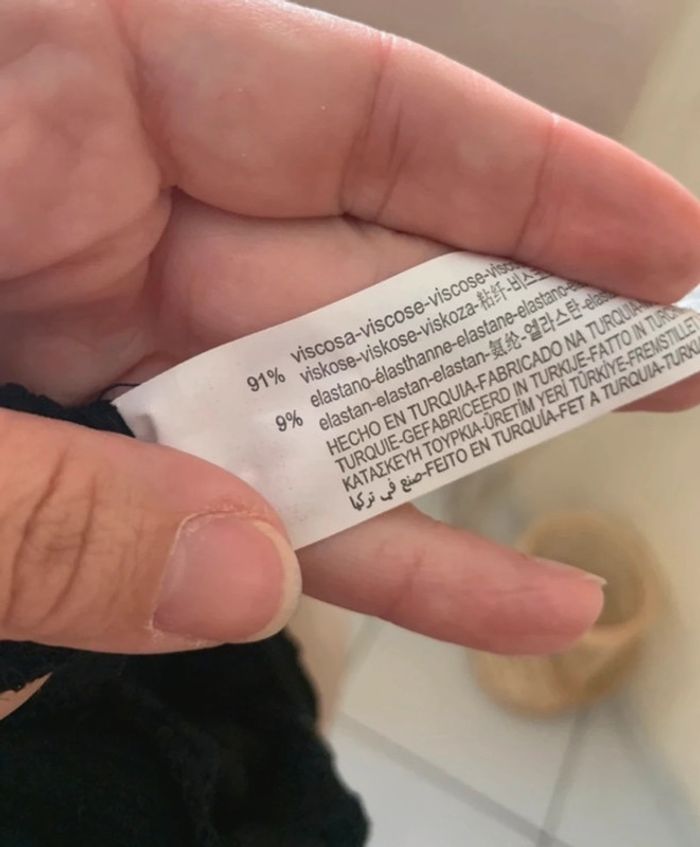 91% viscosa-viscose-viscose-
viskose-viskose-viskoza-粘纤-비스코
9% elastano-élasthanne-elastane-elastano-
elastan-elastan-elastan-氨纶-엘라스탄-
HECHO EN TURQUIA-FABRICADO NA TURQUIA-
TURQUIE-GEFABRICEERD IN TURKIJE-FATTO IN
ΚΑΤΑΣΚΕΥΗ ΤΟΥΡΚΙΑ-ÜRETİM YERİ TÜRKİYE-FREMSTILLET
صنع في تركيا-FEITO EN TURQUÍA-FET A TURQUIA-